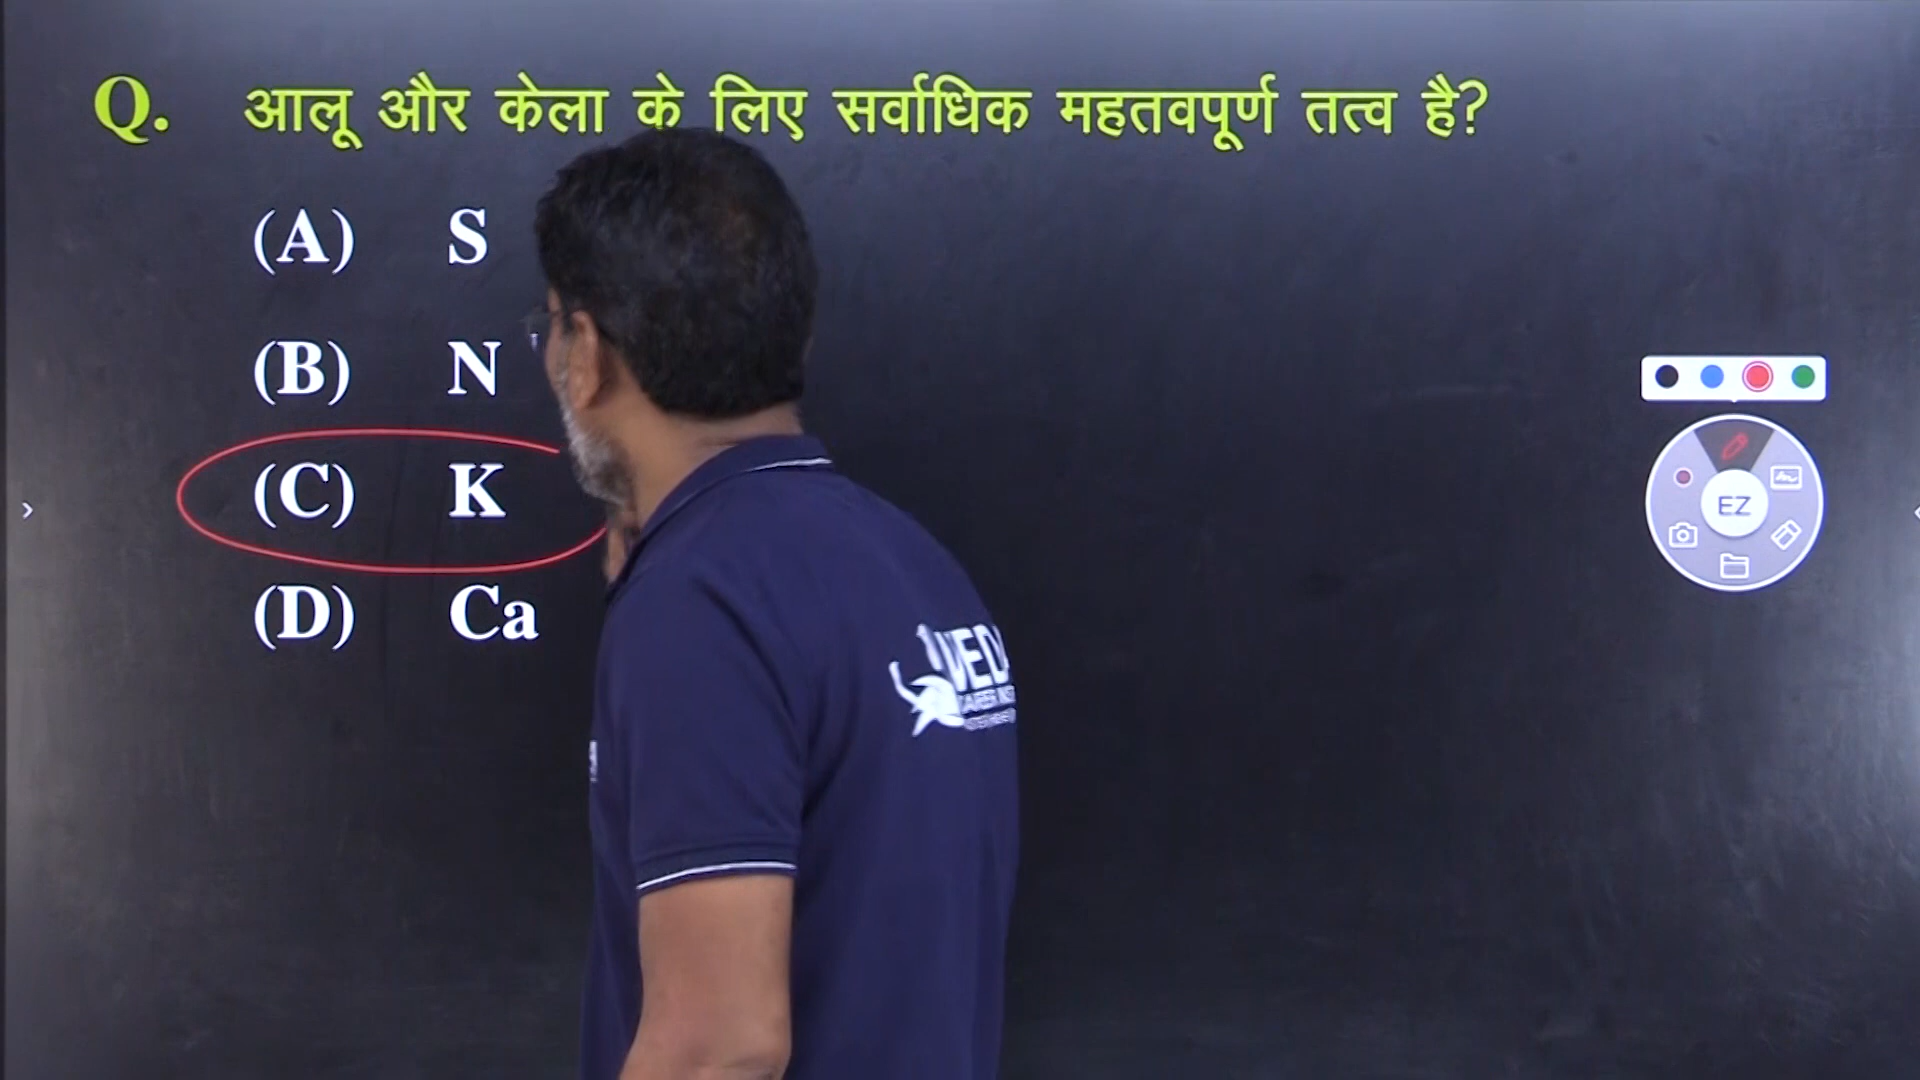 Q. आलू और केला के लिए सर्वाधिक महतवपूर्ण तत्व है?
(A) S
(B) N
(C) K
(D) Ca
EZ